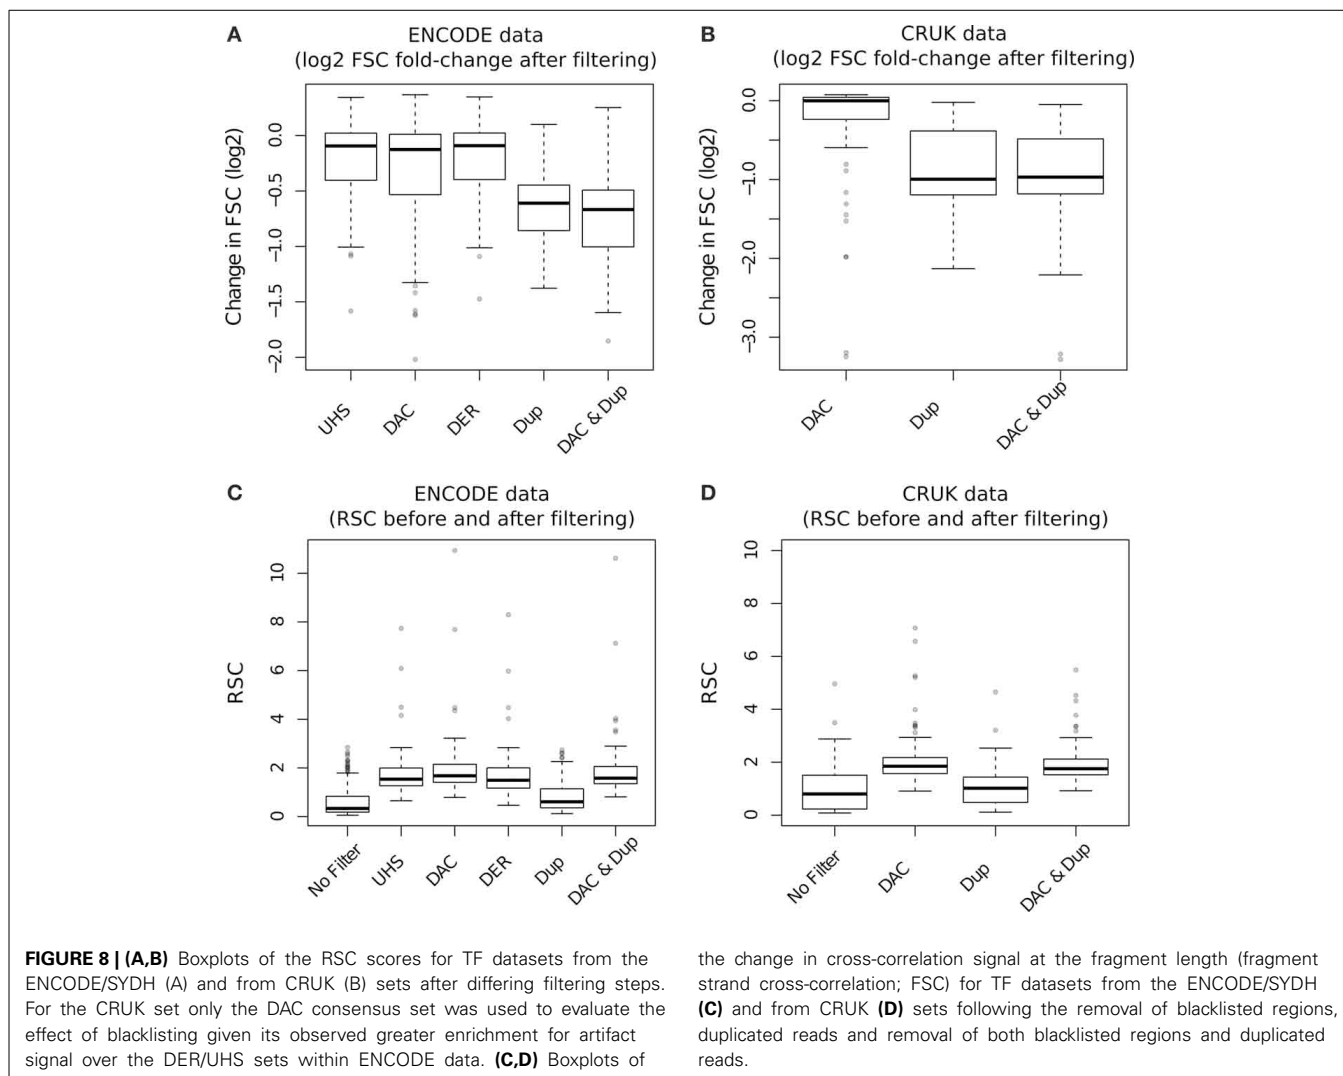 A
ENCODE data
(log2 FSC fold-change after filtering)
Change in FSC (log2)
0.0
-0.5
-1.0
-1.5
-2.0
UHS
DAC
DER
Dup
DAC & Dup
B
CRUK data
(log2 FSC fold-change after filtering)
Change in FSC (log2)
0.0
-1.0
-2.0
-3.0
DAC
Dup
DAC & Dup
C
ENCODE data
(RSC before and after filtering)
RSC
10
8
6
4
2
0
No Filter
UHS
DAC
DER
Dup
DAC & Dup
D
CRUK data
(RSC before and after filtering)
RSC
10
8
6
4
2
0
No Filter
DAC
Dup
DAC & Dup
FIGURE 8 | (A,B) Boxplots of the RSC scores for TF datasets from the
ENCODE/SYDH (A) and from CRUK (B) sets after differing filtering steps.
For the CRUK set only the DAC consensus set was used to evaluate the
effect of blacklisting given its observed greater enrichment for artifact
signal over the DER/UHS sets within ENCODE data. (C,D) Boxplots of
the change in cross-correlation signal at the fragment length (fragment
strand cross-correlation; FSC) for TF datasets from the ENCODE/SYDH
(C) and from CRUK (D) sets following the removal of blacklisted regions,
duplicated reads and removal of both blacklisted regions and duplicated
reads.